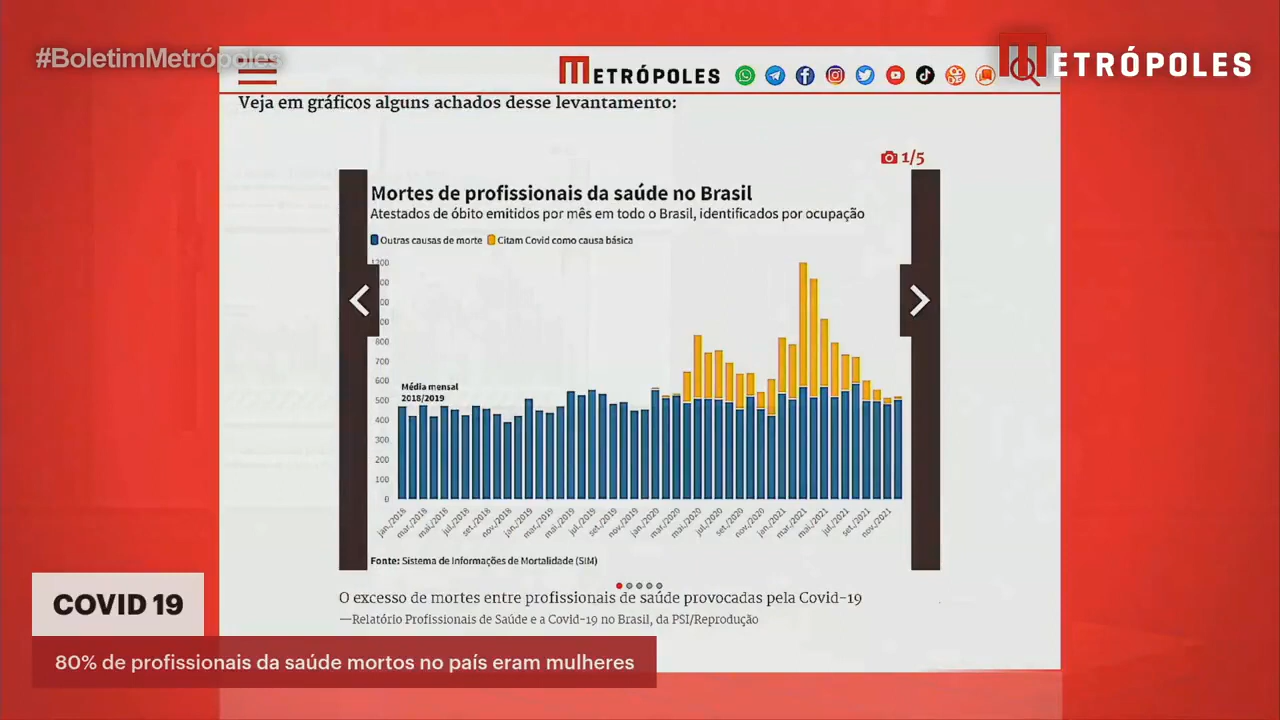 #BoletimMetrópoles
METRÓPOLES
METRÓPOLES
Veja em gráficos alguns achados desse levantamento:
1/5
Mortes de profissionais da saúde no Brasil
Atestados de óbito emitidos por mês em todo o Brasil, identificados por ocupação
Outras causas de morte Citam Covid como causa básica
800
700
600
500
400
300
200
100
0
Média mensal
2018/2019
jan./2018 mar./2018 mai./2018 jul./2018 set./2018 nov./2018 jan./2019 mar./2019 mai./2019 jul./2019 set./2019 nov./2019 jan./2020 mar./2020 mai./2020 jul./2020 set./2020 nov./2020 jan./2021 mar./2021 mai./2021 jul./2021 set./2021 nov./2021
Fonte: Sistema de Informações de Mortalidade (SIM)
O excesso de mortes entre profissionais de saúde provocadas pela Covid-19
—Relatório Profissionais de Saúde e a Covid-19 no Brasil, da PSI/Reprodução
COVID 19
80% de profissionais da saúde mortos no país eram mulheres